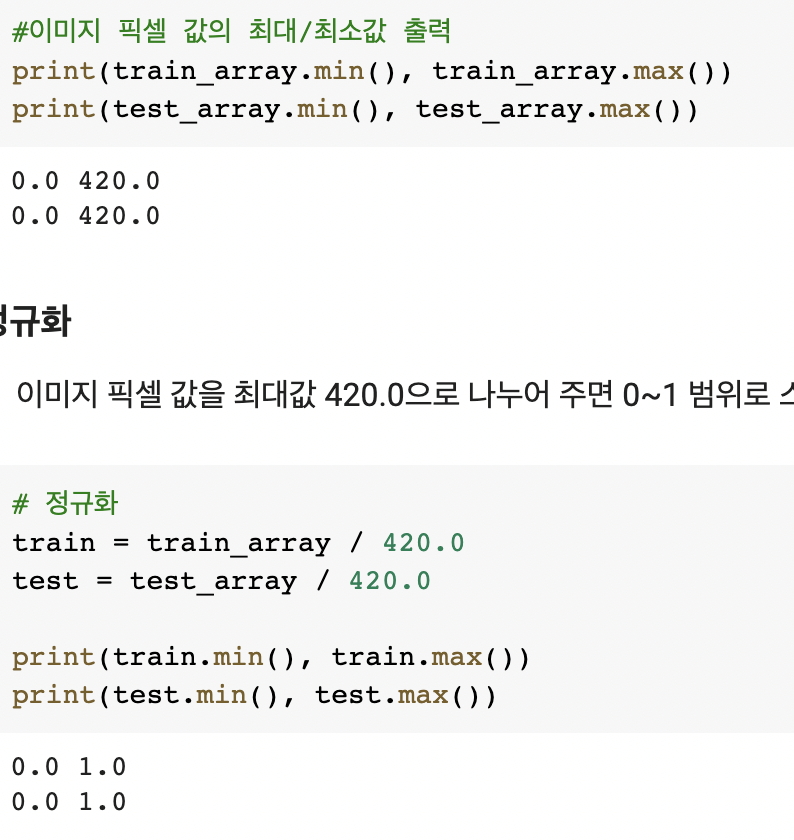 #이미지 픽셀 값의 최대/최소값 출력
print(train_array.min(), train_array.max())
print(test_array.min(), test_array.max())
0.0 420.0
0.0 420.0
정규화
이미지 픽셀 값을 최대값 420.0으로 나누어 주면 0~1 범위로
# 정규화
train = train_array / 420.0
test = test_array / 420.0
print(train.min(), train.max())
print(test.min(), test.max())
0.0 1.0
0.0 1.0